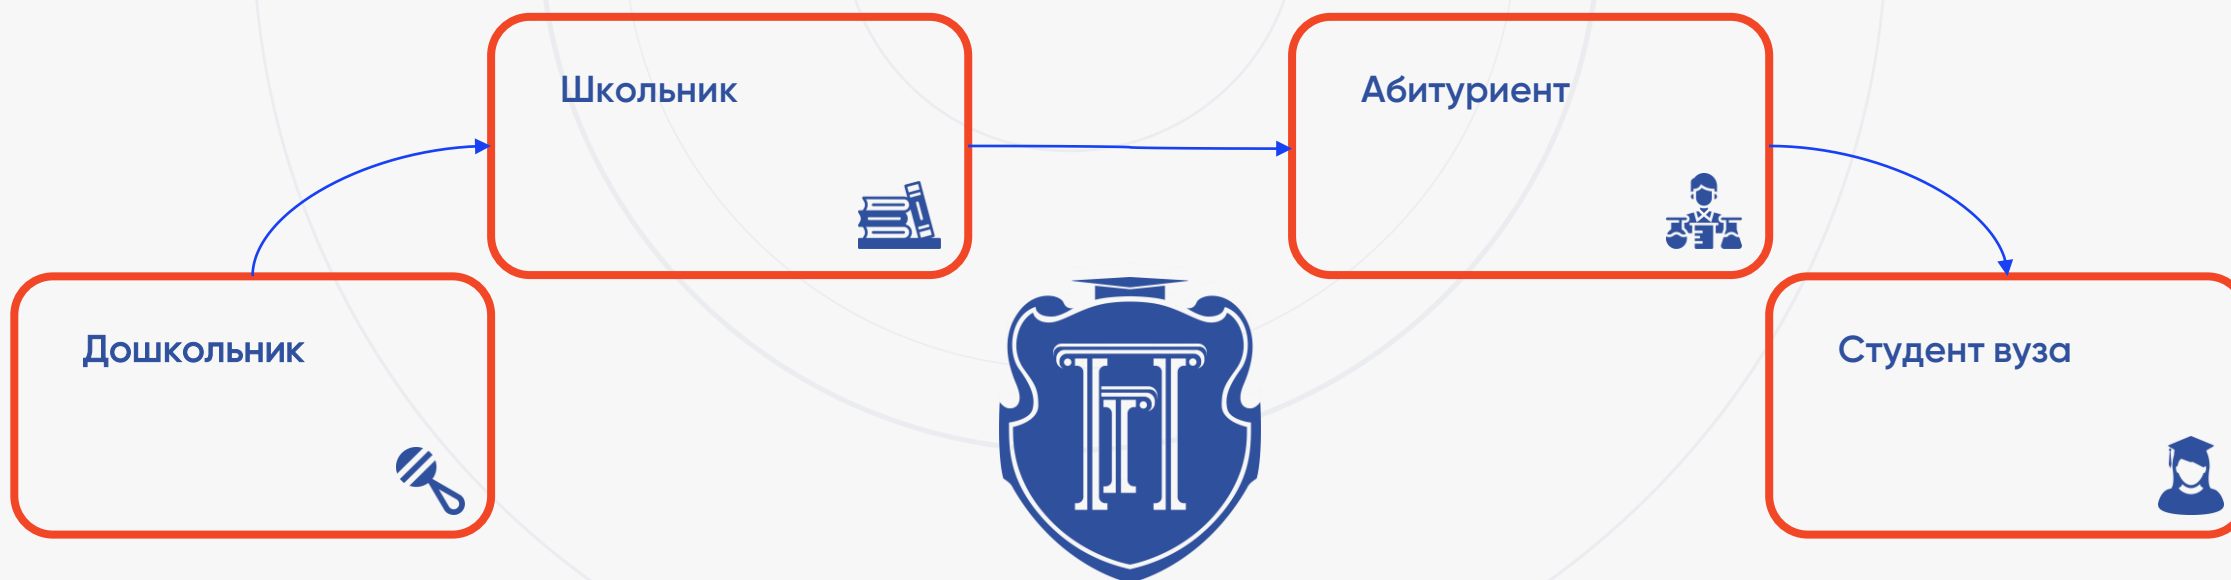 Дошкольник
Школьник
Абитуриент
Студент вуза